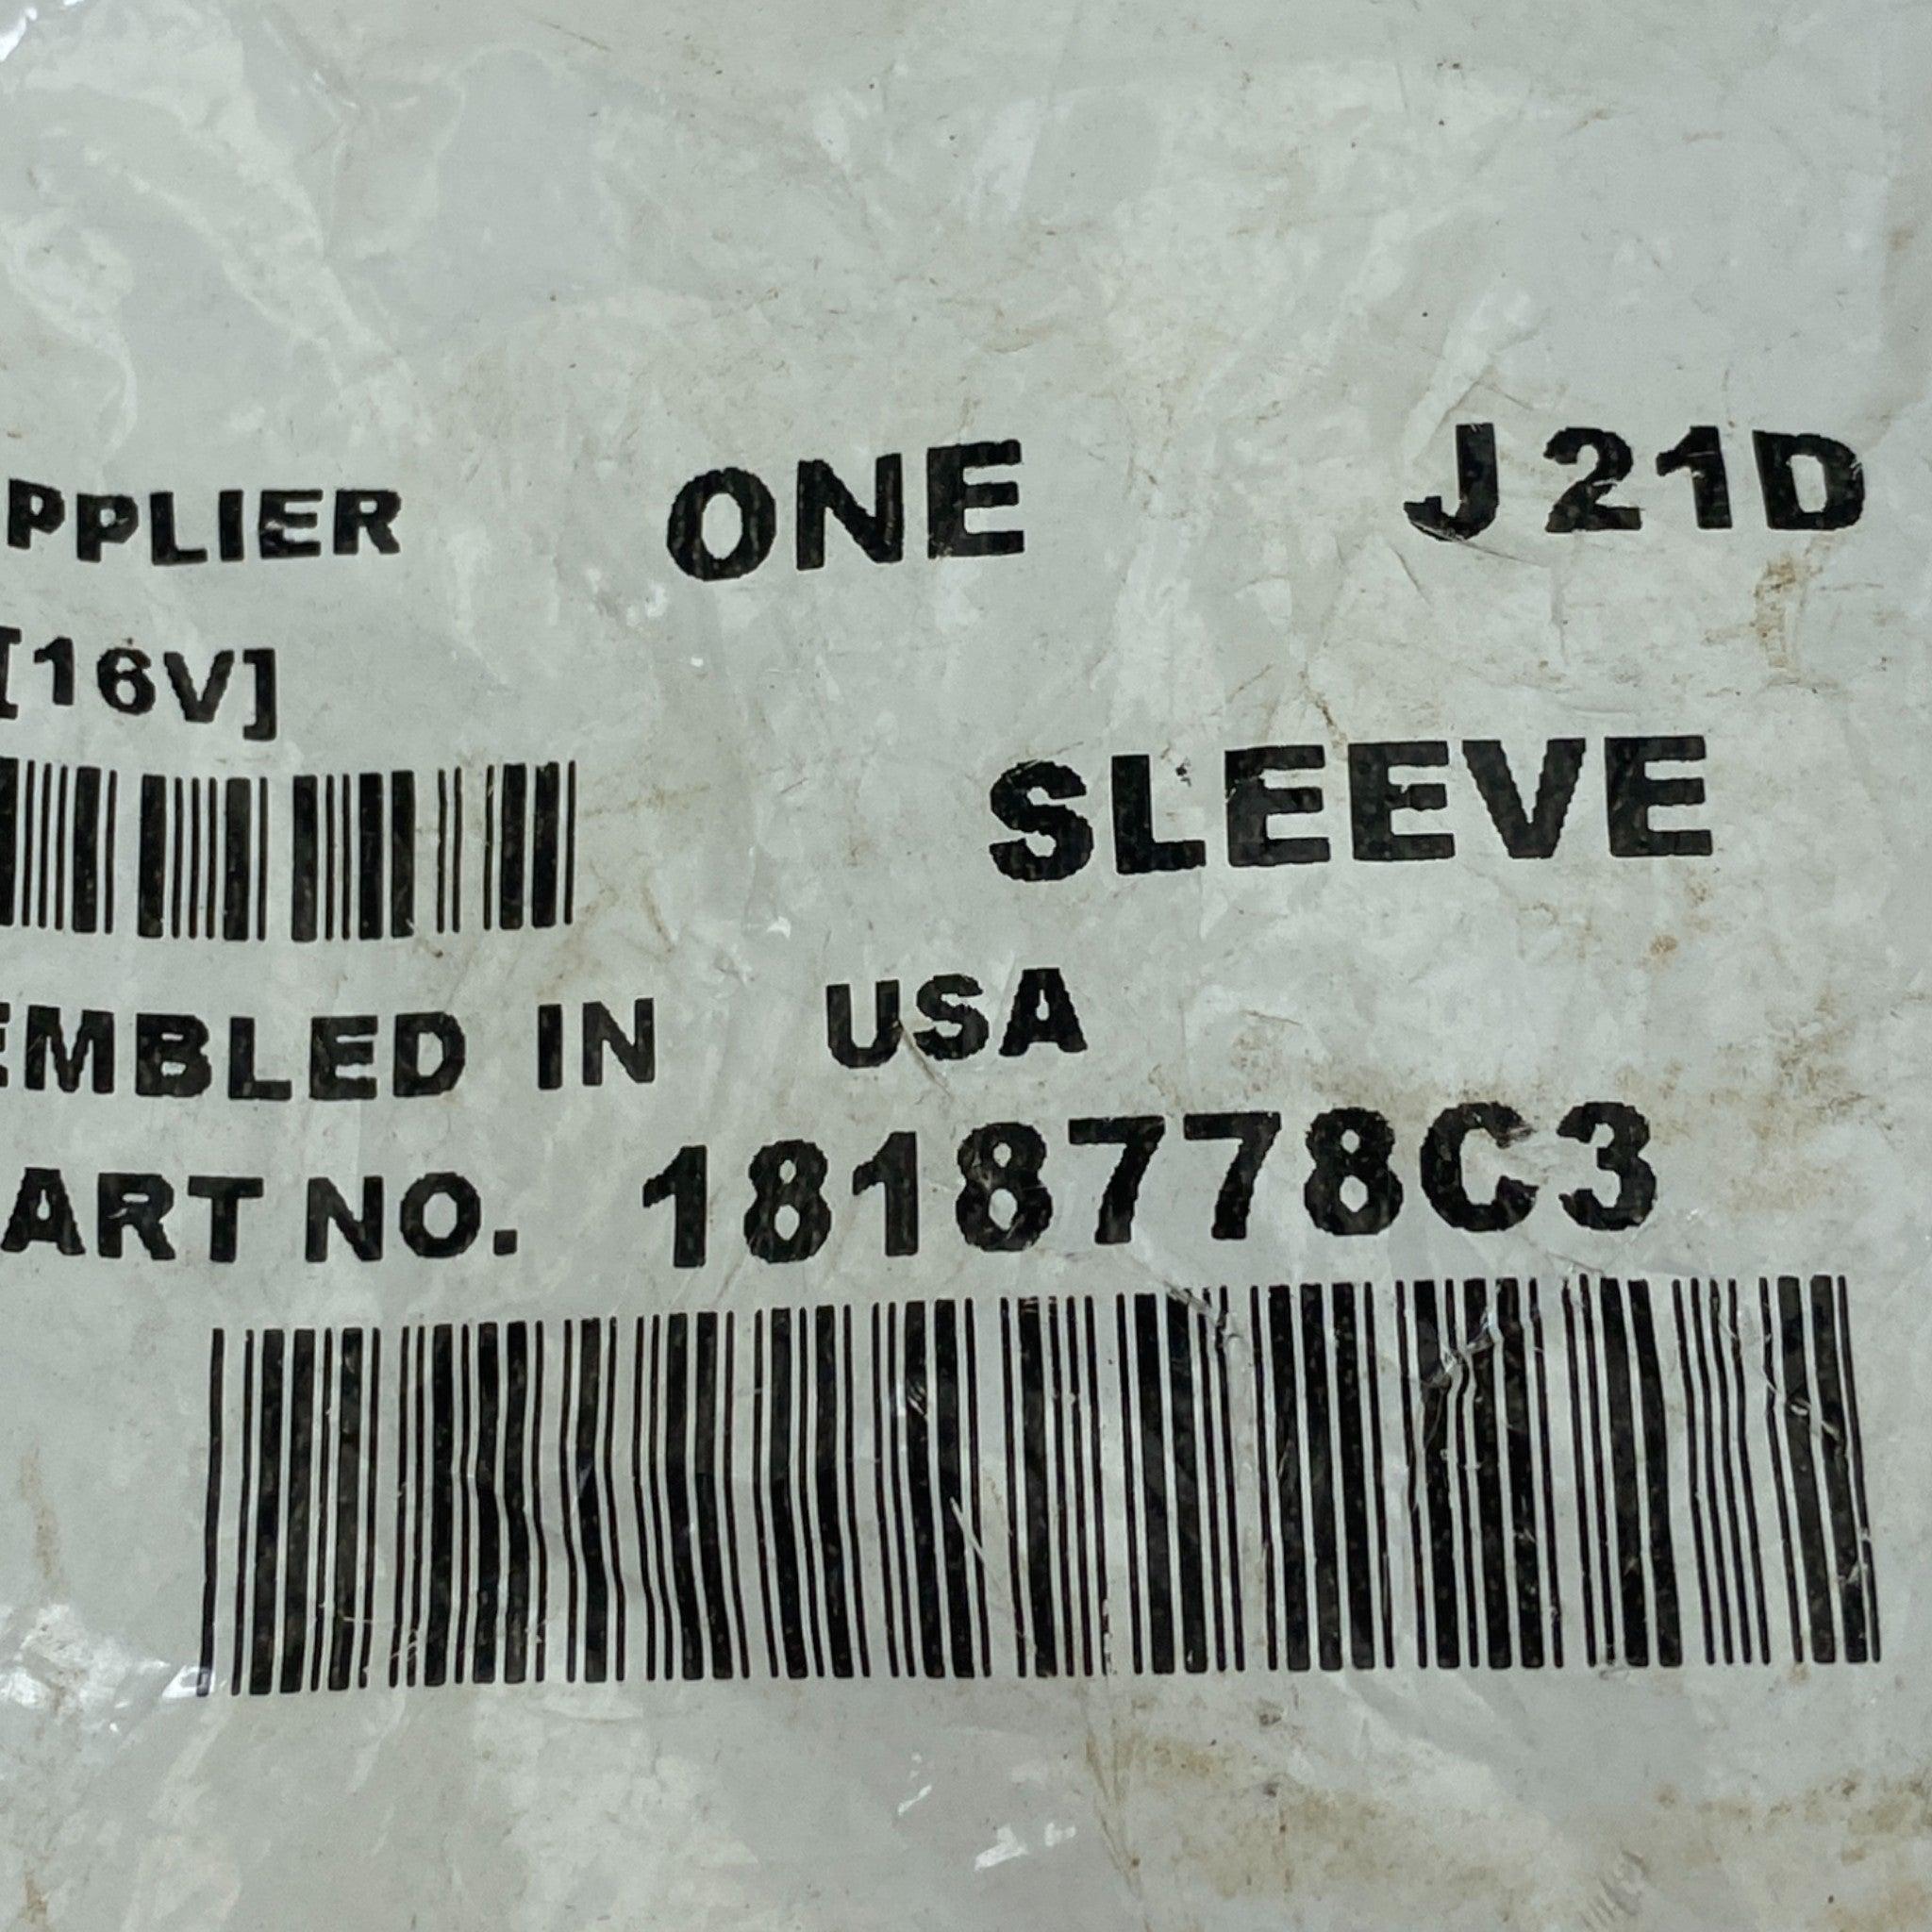 PPLIER ONE J21D
[16V]
SLEEVE
EMBLED IN USA
ART NO. 1818778C3